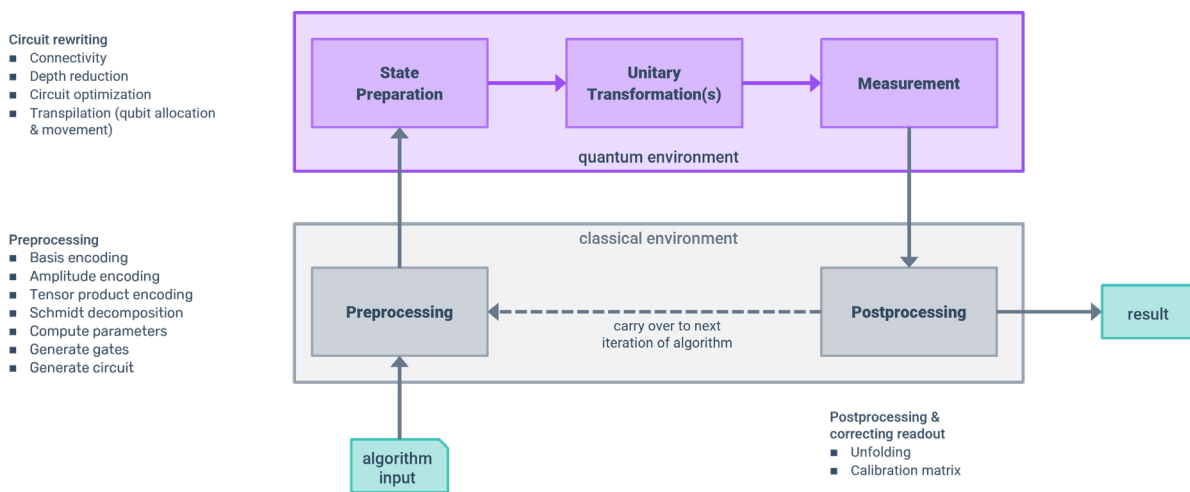 Circuit rewriting
■ Connectivity
■ Depth reduction
■ Circuit optimization
■ Transpilation (qubit allocation
& movement)
State
Preparation
Unitary
Transformation(s)
Measurement
quantum environment
Preprocessing
■ Basis encoding
■ Amplitude encoding
■ Tensor product encoding
■ Schmidt decomposition
■ Compute parameters
■ Generate gates
■ Generate circuit
classical environment
Preprocessing
carry over to next
iteration of algorithm
Postprocessing
result
algorithm
input
Postprocessing &
correcting readout
■ Unfolding
■ Calibration matrix